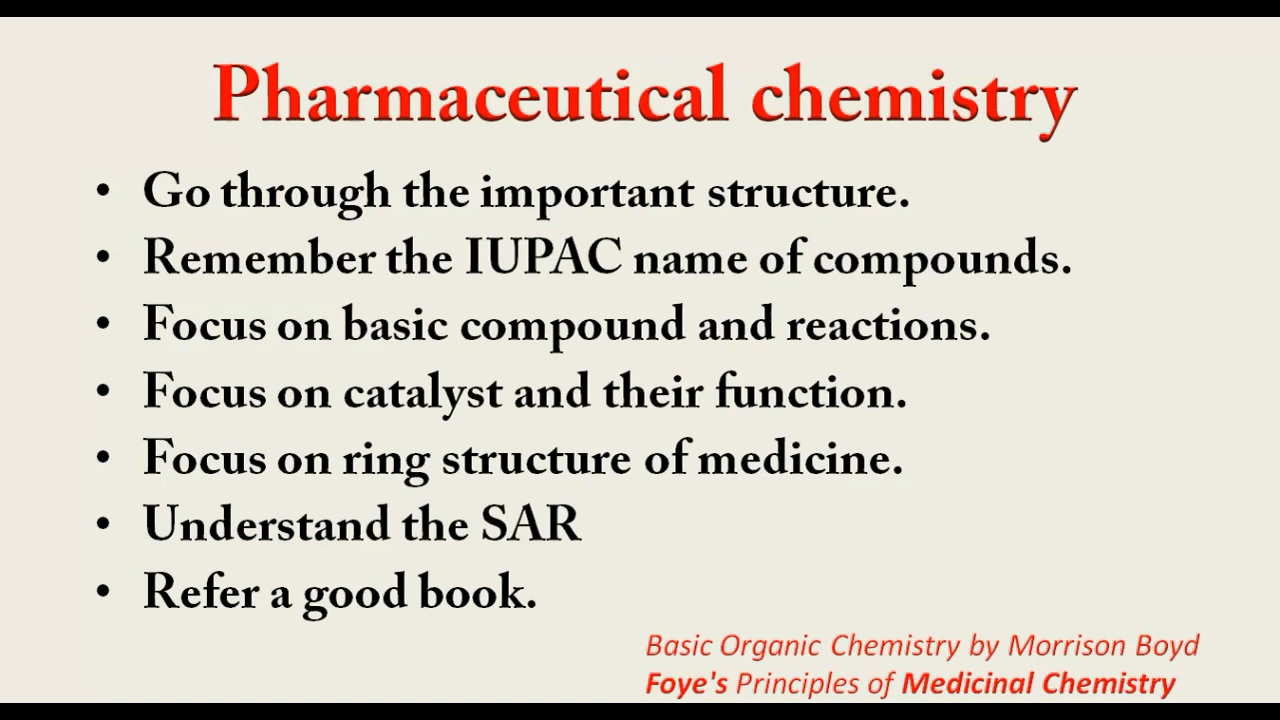 Pharmaceutical chemistry
• Go through the important structure.
• Remember the IUPAC name of compounds.
• Focus on basic compound and reactions.
• Focus on catalyst and their function.
• Focus on ring structure of medicine.
• Understand the SAR
• Refer a good book.
Basic Organic Chemistry by Morrison Boyd
Foye's Principles of Medicinal Chemistry